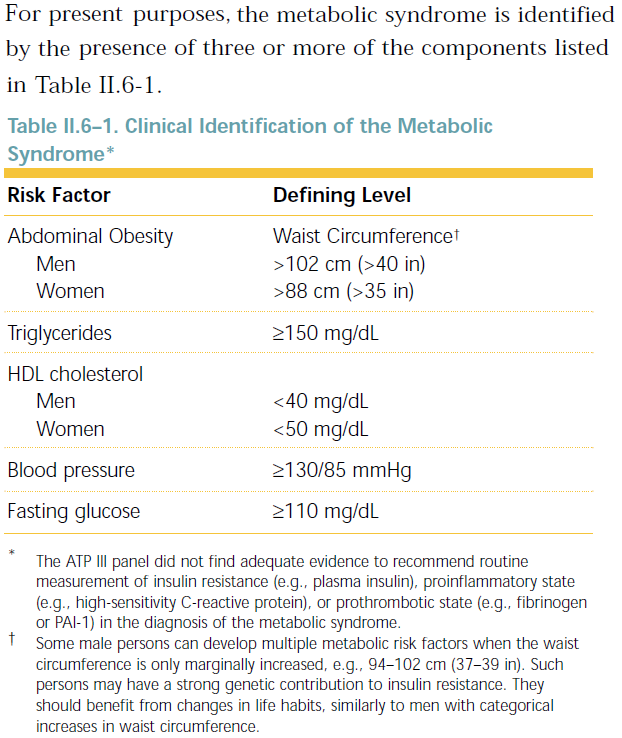 For present purposes, the metabolic syndrome is identified
by the presence of three or more of the components listed
in Table II.6-1.
Table II.6–1. Clinical Identification of the Metabolic
Syndrome*
Risk Factor Defining Level
Abdominal Obesity Waist Circumference†
Men >102 cm (>40 in)
Women >88 cm (>35 in)
Triglycerides ≥150 mg/dL
HDL cholesterol
Men <40 mg/dL
Women <50 mg/dL
Blood pressure ≥130/85 mmHg
Fasting glucose ≥110 mg/dL
* The ATP III panel did not find adequate evidence to recommend routine
measurement of insulin resistance (e.g., plasma insulin), proinflammatory state
(e.g., high-sensitivity C-reactive protein), or prothrombotic state (e.g., fibrinogen
or PAI-1) in the diagnosis of the metabolic syndrome.
† Some male persons can develop multiple metabolic risk factors when the waist
circumference is only marginally increased, e.g., 94–102 cm (37–39 in). Such
persons may have a strong genetic contribution to insulin resistance. They
should benefit from changes in life habits, similarly to men with categorical
increases in waist circumference.